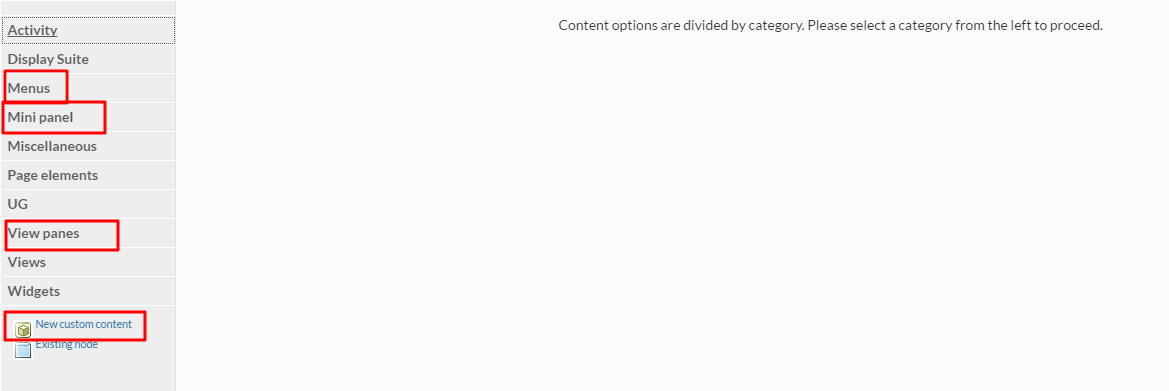 Activity
Content options are divided by category. Please select a category from the left to proceed.
Display Suite
Menus
Mini panel
Miscellaneous
Page elements
UG
View panes
Views
Widgets
New custom content
Existing node